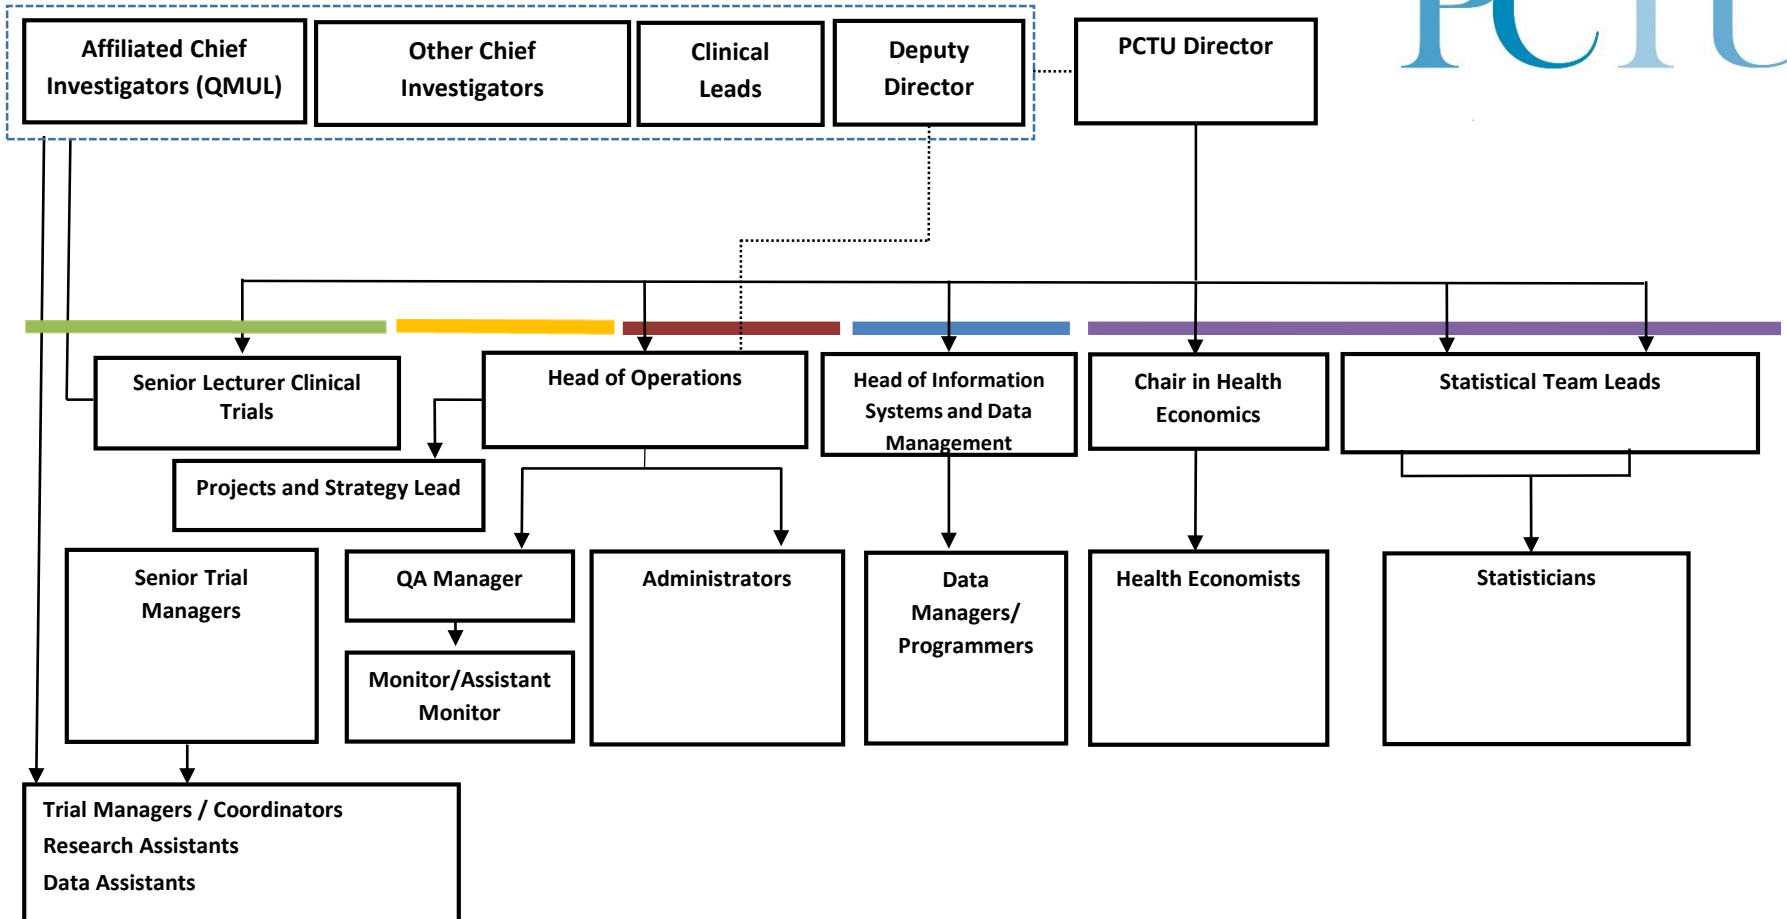 Affiliated Chief
Investigators (QMUL)
Other Chief
Investigators
Clinical
Leads
Deputy
Director
PCTU Director
PCTU
Senior Lecturer Clinical
Trials
Head of Operations
Head of Information
Systems and Data
Management
Chair in Health
Economics
Statistical Team Leads
Projects and Strategy Lead
Senior Trial
Managers
QA Manager
Administrators
Data
Managers/
Programmers
Health Economists
Statisticians
Monitor/Assistant
Monitor
Trial Managers / Coordinators
Research Assistants
Data Assistants